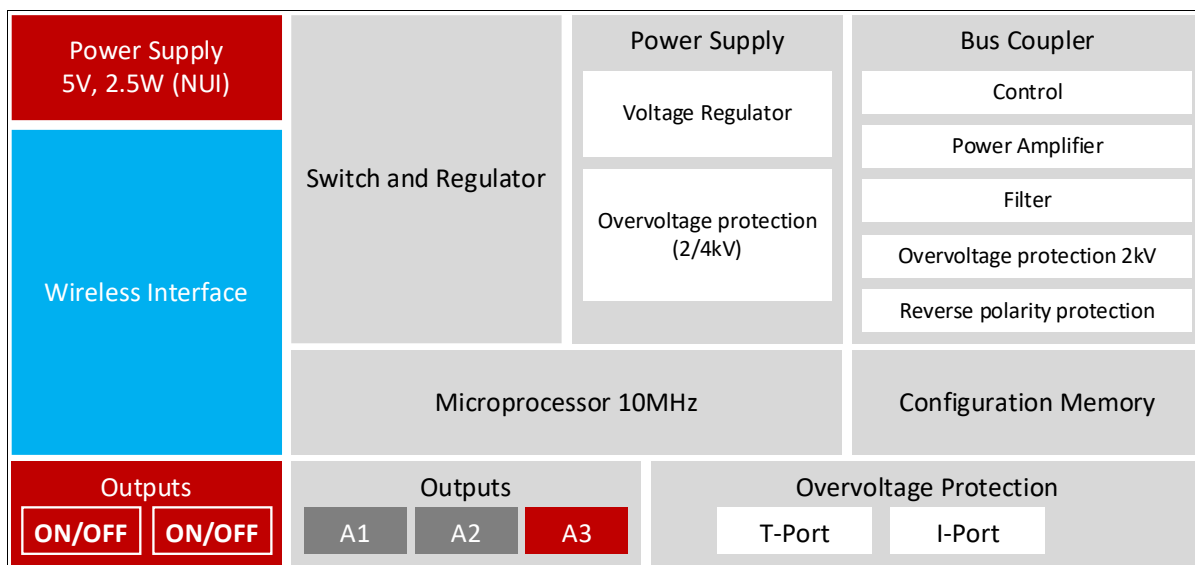 Power Supply
5V, 2.5W (NUI)
Wireless Interface
Outputs
ON/OFF
ON/OFF
Switch and Regulator
Power Supply
Voltage Regulator
Overvoltage protection
(2/4kV)
Bus Coupler
Control
Power Amplifier
Filter
Overvoltage protection 2kV
Reverse polarity protection
Microprocessor 10MHz
Configuration Memory
Outputs
A1
A2
A3
Overvoltage Protection
T-Port
I-Port